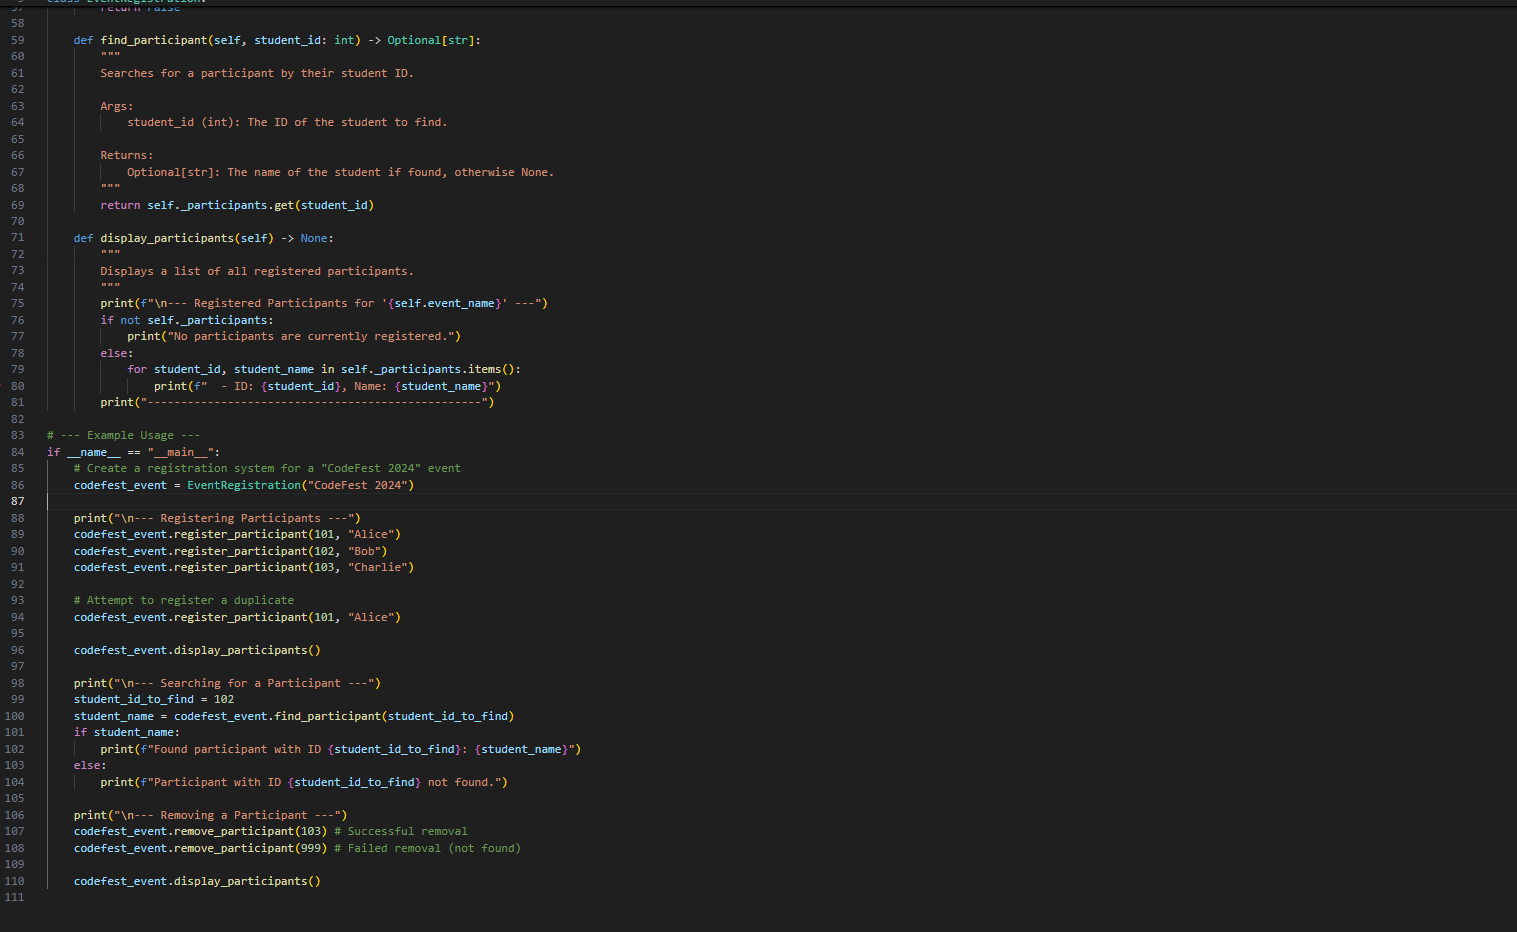 class EventRegistration:
57 return False
58
59 def find_participant(self, student_id: int) -> Optional[str]:
60 """
61 Searches for a participant by their student ID.
62
63 Args:
64 student_id (int): The ID of the student to find.
65
66 Returns:
67 Optional[str]: The name of the student if found, otherwise None.
68 """
69 return self._participants.get(student_id)
70
71 def display_participants(self) -> None:
72 """
73 Displays a list of all registered participants.
74 """
75 print(f"\n--- Registered Participants for '{self.event_name}' ---")
76 if not self._participants:
77 print("No participants are currently registered.")
78 else:
79 for student_id, student_name in self._participants.items():
80 print(f"  - ID: {student_id}, Name: {student_name}")
81 print("--------------------------------------------------")
82
83 # --- Example Usage ---
84 if __name__ == "__main__":
85 # Create a registration system for a "CodeFest 2024" event
86 codefest_event = EventRegistration("CodeFest 2024")
87
88 print("\n--- Registering Participants ---")
89 codefest_event.register_participant(101, "Alice")
90 codefest_event.register_participant(102, "Bob")
91 codefest_event.register_participant(103, "Charlie")
92
93 # Attempt to register a duplicate
94 codefest_event.register_participant(101, "Alice")
95
96 codefest_event.display_participants()
97
98 print("\n--- Searching for a Participant ---")
99 student_id_to_find = 102
100 student_name = codefest_event.find_participant(student_id_to_find)
101 if student_name:
102 print(f"Found participant with ID {student_id_to_find}: {student_name}")
103 else:
104 print(f"Participant with ID {student_id_to_find} not found.")
105
106 print("\n--- Removing a Participant ---")
107 codefest_event.remove_participant(103) # Successful removal
108 codefest_event.remove_participant(999) # Failed removal (not found)
109
110 codefest_event.display_participants()
111